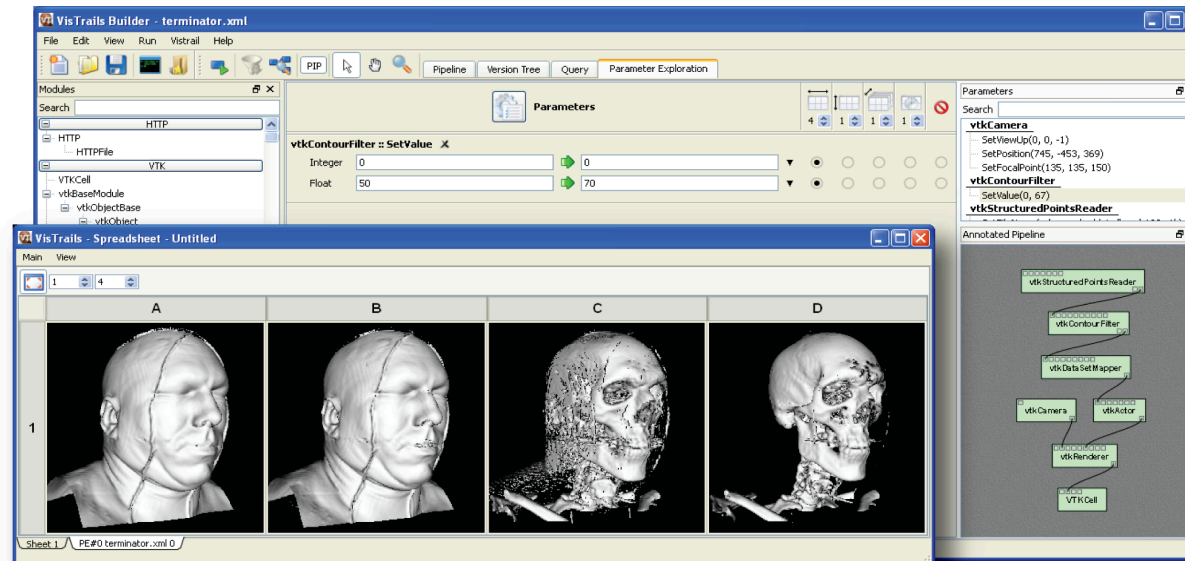 VisTrails Builder - terminator.xml
File Edit View Run Vistrail Help
PIP Pipeline Version Tree Query Parameter Exploration
Modules
Search
HTTP
HTTP
HTTPFile
VTK
VTKCell
vtkBaseModule
vtkObjectBase
vtkObject
Parameters
4 1 1 1
vtkContourFilter :: SetValue
Integer 0 0
Float 50 70
Parameters
Search
vtkCamera
SetViewUp(0, 0, -1)
SetPosition(745, -453, 369)
SetFocalPoint(135, 135, 150)
vtkContourFilter
SetValue(0, 67)
vtkStructuredPointsReader
Annotated Pipeline
vtkStructuredPointsReader
vtkContourFilter
vtkDataSetMapper
vtkCamera vtkActor
vtkRenderer
VTKCell
VisTrails - Spreadsheet - Untitled
Main View
1 4
A B C D
1
Sheet 1 PE#0 terminator.xml 0